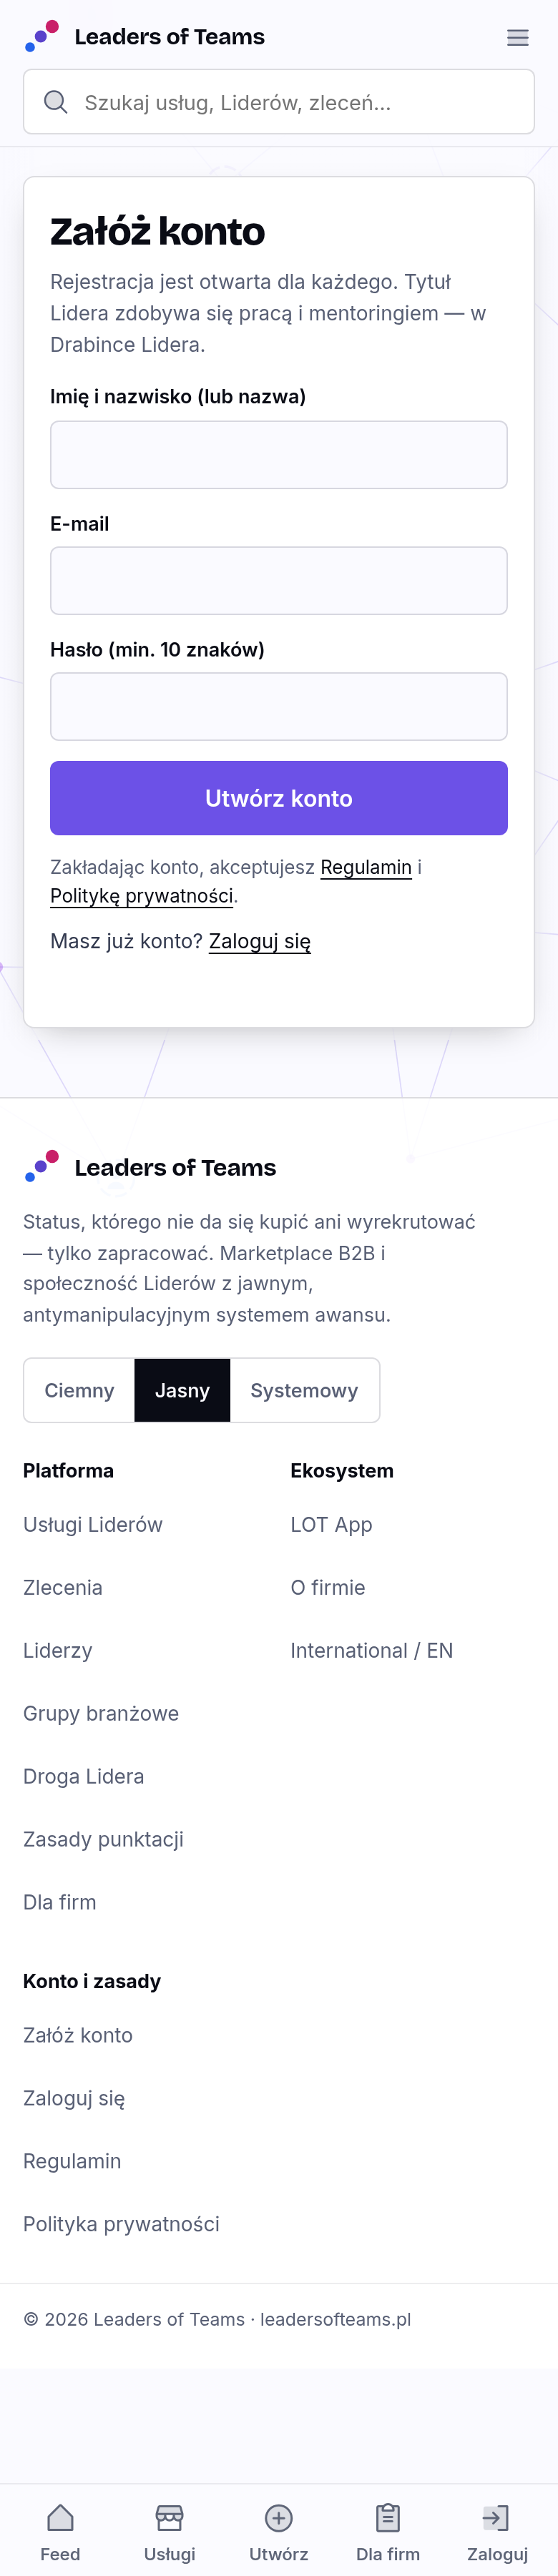 Leaders of Teams
Szukaj usług, Liderów, zleceń...
Załóż konto
Rejestracja jest otwarta dla każdego. Tytuł
Lidera zdobywa się pracą i mentoringiem — w
Drabince Lidera.
Imię i nazwisko (lub nazwa)
E-mail
Hasło (min. 10 znaków)
Utwórz konto
Zakładając konto, akceptujesz Regulamin i
Politykę prywatności.
Masz już konto? Zaloguj się
Leaders of Teams
Status, którego nie da się kupić ani wyrekrutować
— tylko zapracować. Marketplace B2B i
społeczność Liderów z jawnym,
antymanipulacyjnym systemem awansu.
Ciemny Jasny Systemowy
Platforma
Usługi Liderów
Zlecenia
Liderzy
Grupy branżowe
Droga Lidera
Zasady punktacji
Dla firm
Ekosystem
LOT App
O firmie
International / EN
Konto i zasady
Załóż konto
Zaloguj się
Regulamin
Polityka prywatności
© 2026 Leaders of Teams · leadersofteams.pl
Feed Usługi Utwórz Dla firm Zaloguj